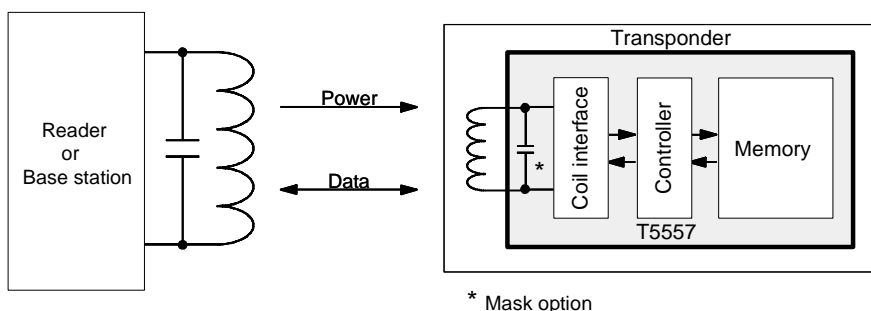 Transponder
Reader
or
Base station
Power
Data
*
Coil interface
Controller
Memory
T5557
* Mask option